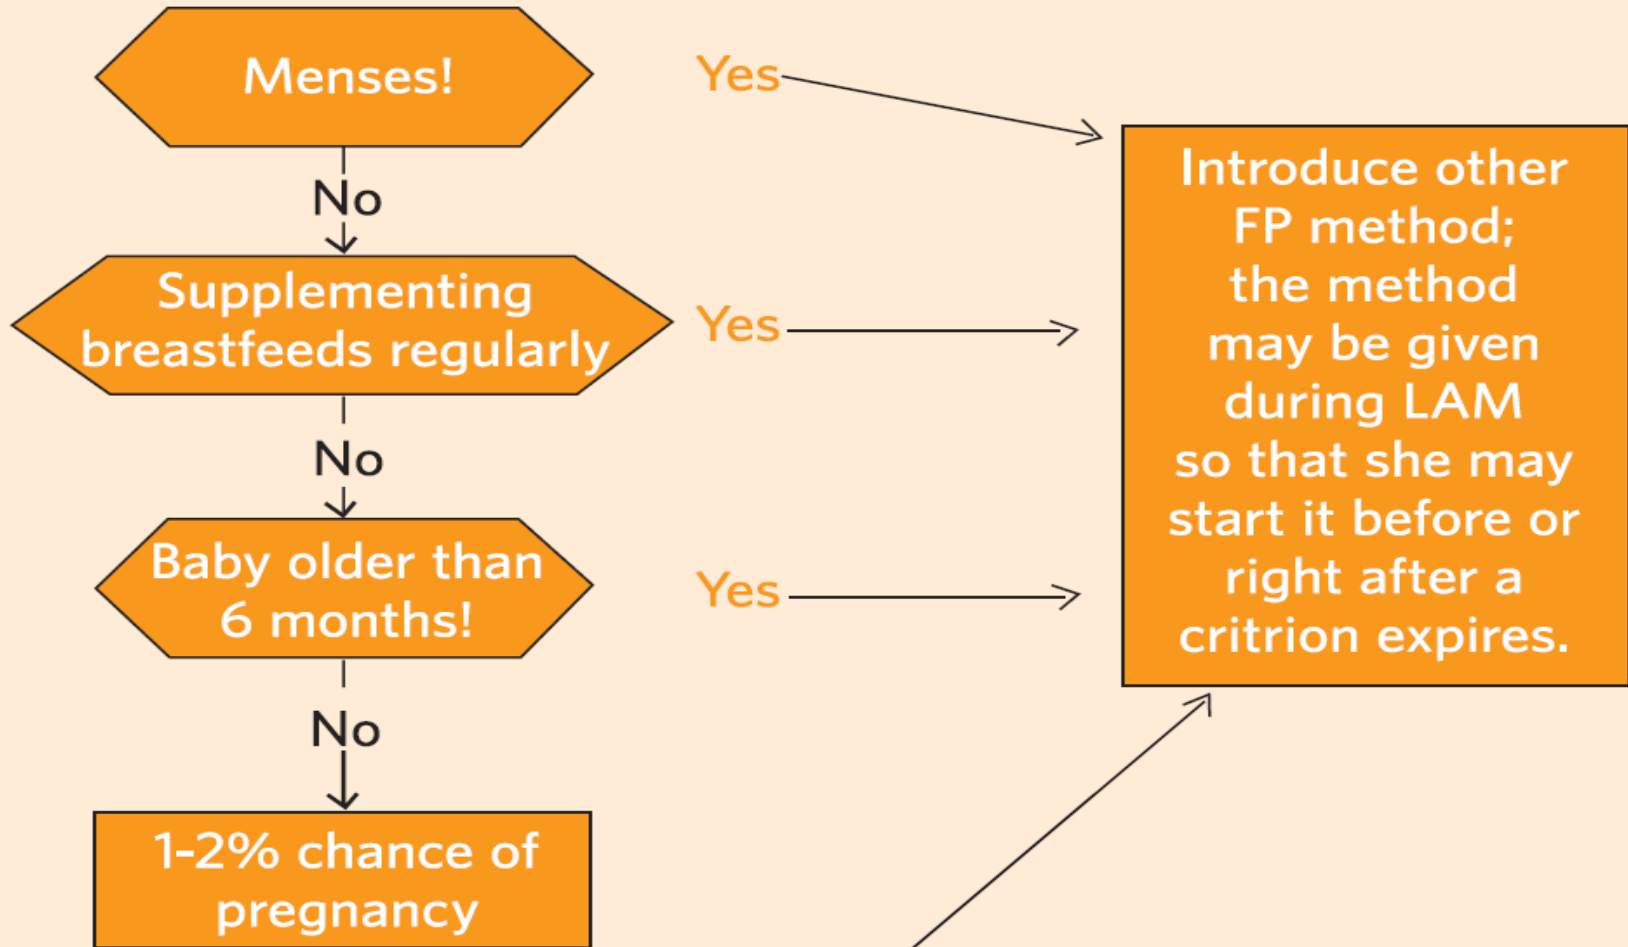 Menses!
Yes
No
Supplementing
breastfeeds regularly
Yes
No
Baby older than
6 months!
Yes
No
1-2% chance of
pregnancy
Introduce other
FP method;
the method
may be given
during LAM
so that she may
start it before or
right after a
critrion expires.